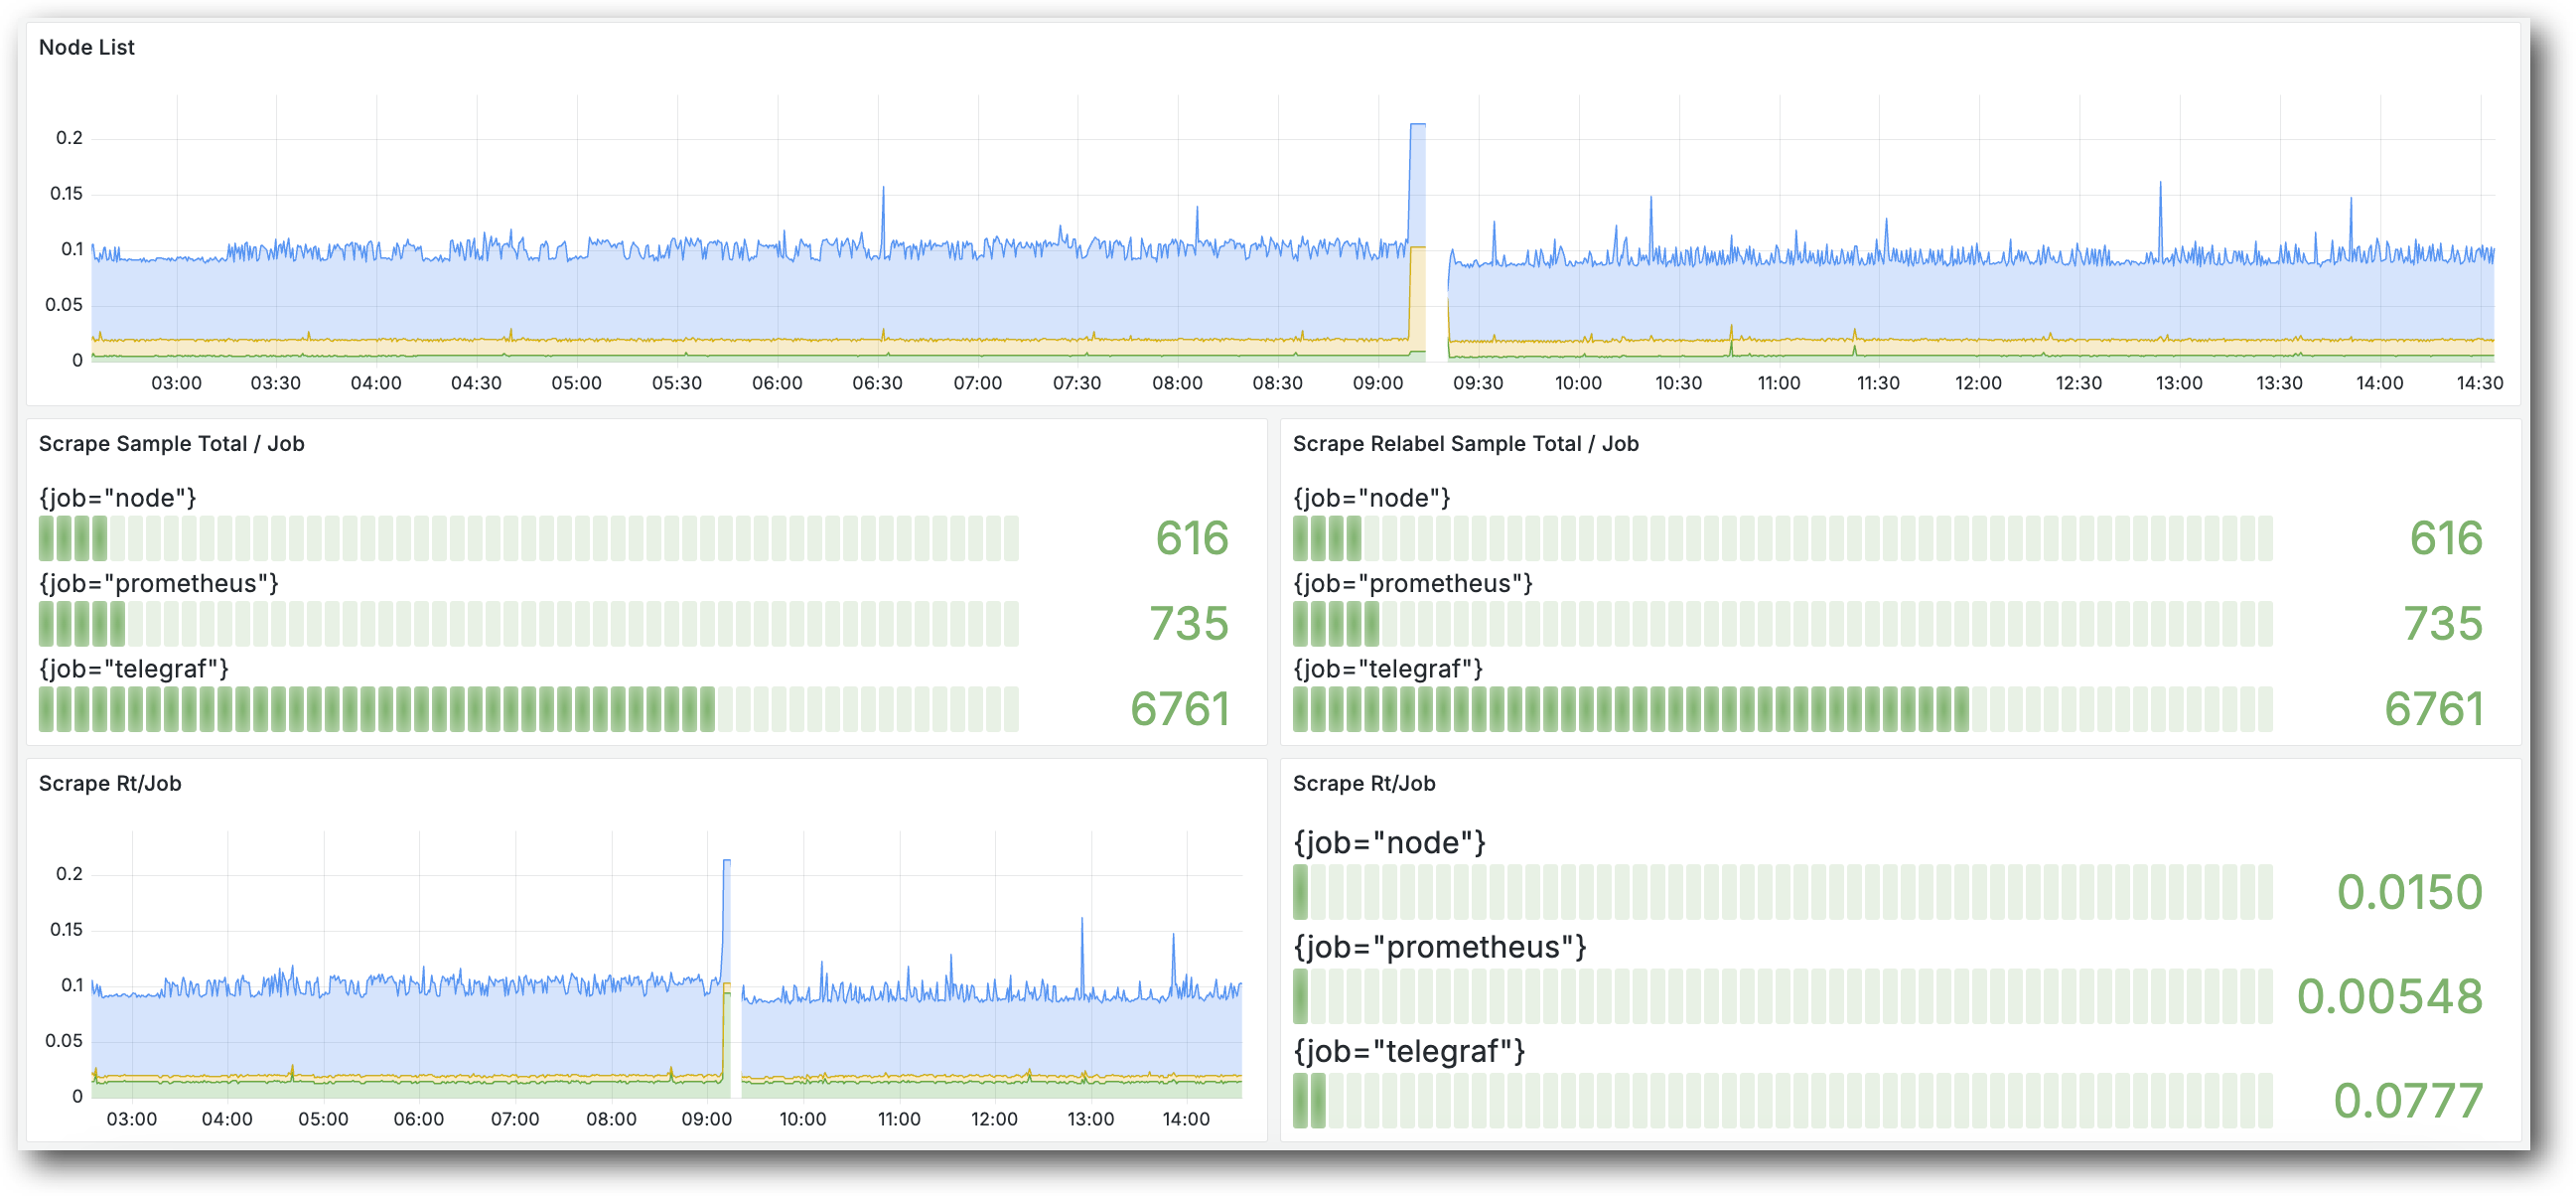 Node List
0.2
0.15
0.1
0.05
0
03:00 03:30 04:00 04:30 05:00 05:30 06:00 06:30 07:00 07:30 08:00 08:30 09:00 09:30 10:00 10:30 11:00 11:30 12:00 12:30 13:00 13:30 14:00 14:30
Scrape Sample Total / Job
{job="node"}
616
{job="prometheus"}
735
{job="telegraf"}
6761
Scrape Relabel Sample Total / Job
{job="node"}
616
{job="prometheus"}
735
{job="telegraf"}
6761
Scrape Rt/Job
0.2
0.15
0.1
0.05
0
03:00 04:00 05:00 06:00 07:00 08:00 09:00 10:00 11:00 12:00 13:00 14:00
Scrape Rt/Job
{job="node"}
0.0150
{job="prometheus"}
0.00548
{job="telegraf"}
0.0777